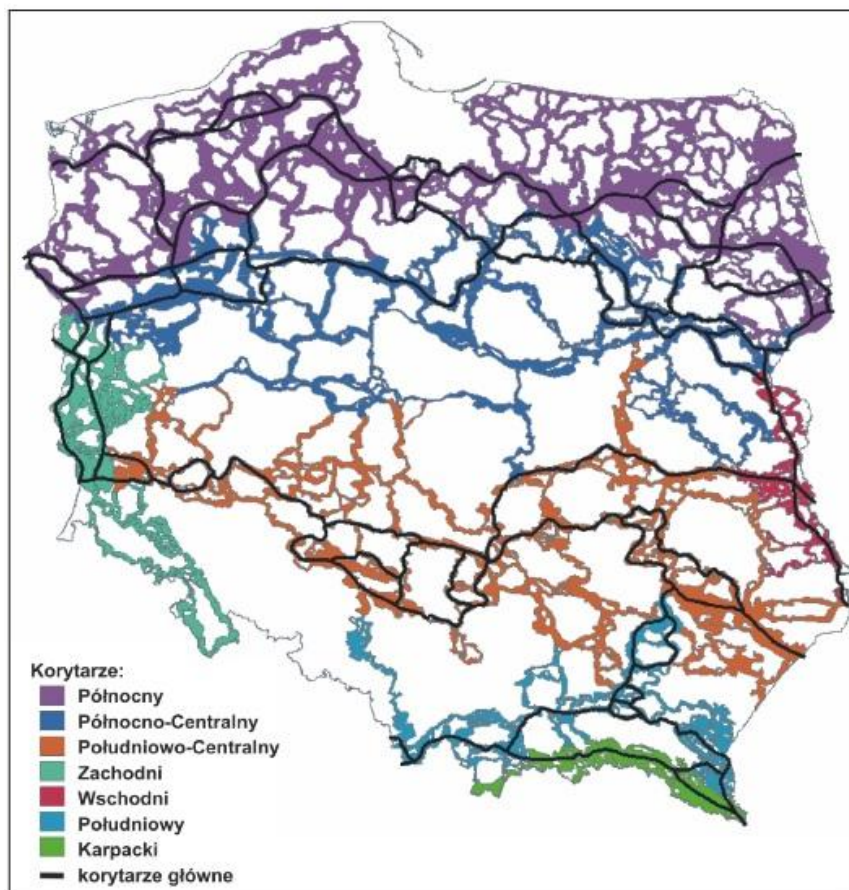 Korytarze:
Północny
Północno-Centralny
Południowo-Centralny
Zachodni
Wschodni
Południowy
Karpacki
korytarze główne